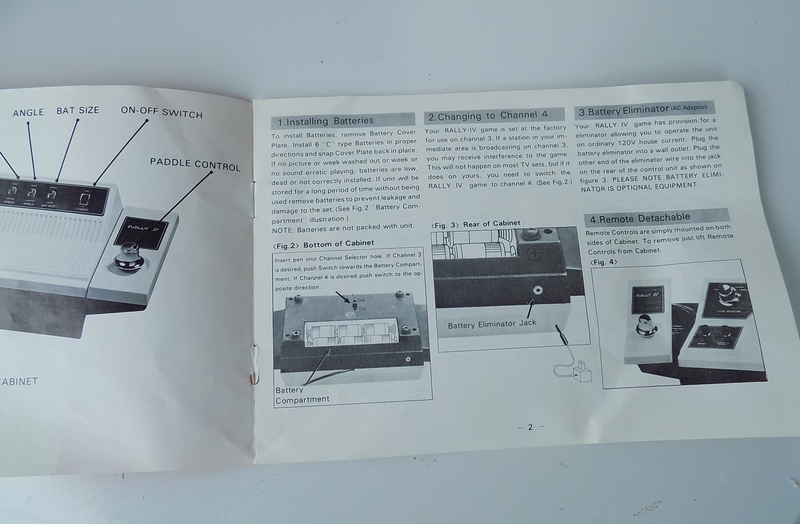 ANGLE
BAT SIZE
ON-OFF SWITCH
PADDLE CONTROL
RALLY IV
CABINET
1.Installing Batteries
To install Batteries, remove Battery Cover
Plate. Install 6 "C" type Batteries in proper
directions and snap Cover Plate back in place.
If no picture or week washed out or week or
no sound erratic playing, batteries are low,
dead or not correctly installed. If unit will be
stored for a long period of time without being
used remove batteries to prevent leakage and
damage to the set. (See Fig.2 "Battery Com-
partment" illustration.)
NOTE: Batteries are not packed with unit.
(Fig.2) Bottom of Cabinet
Insert pen into Channel Selector hole. If Channel 3
is desired, push Switch towards the Battery Compart-
ment. If Channel 4 is desired push switch to the op-
posite direction.
Battery
Compartment
2.Changing to Channel 4
Your RALLY-IV game is set at the factory
for use on channel 3. If a station in your im-
mediate area is broadcasting on channel 3,
you may receive interference to the game.
This will not happen on most TV sets, but if it
does on yours, you need to switch the
RALLY IV game to channel 4. (See Fig.2.)
(Fig. 3) Rear of Cabinet
Battery Eliminator Jack
3.Battery Eliminator (AC Adaptor)
Your RALLY IV game has provision for a
eliminator allowing you to operate the unit
on ordinary 120V house current. Plug the
battery eliminator into a wall outlet. Plug the
other end of the eliminator wire into the jack
on the rear of the control unit as shown on
figure 3. PLEASE NOTE BATTERY ELIMI-
NATOR IS OPTIONAL EQUIPMENT.
4.Remote Detachable
Remote Controls are simply mounted on both
sides of Cabinet. To remove just lift Remote
Controls from Cabinet.
(Fig. 4)
RALLY IV
— 2 —